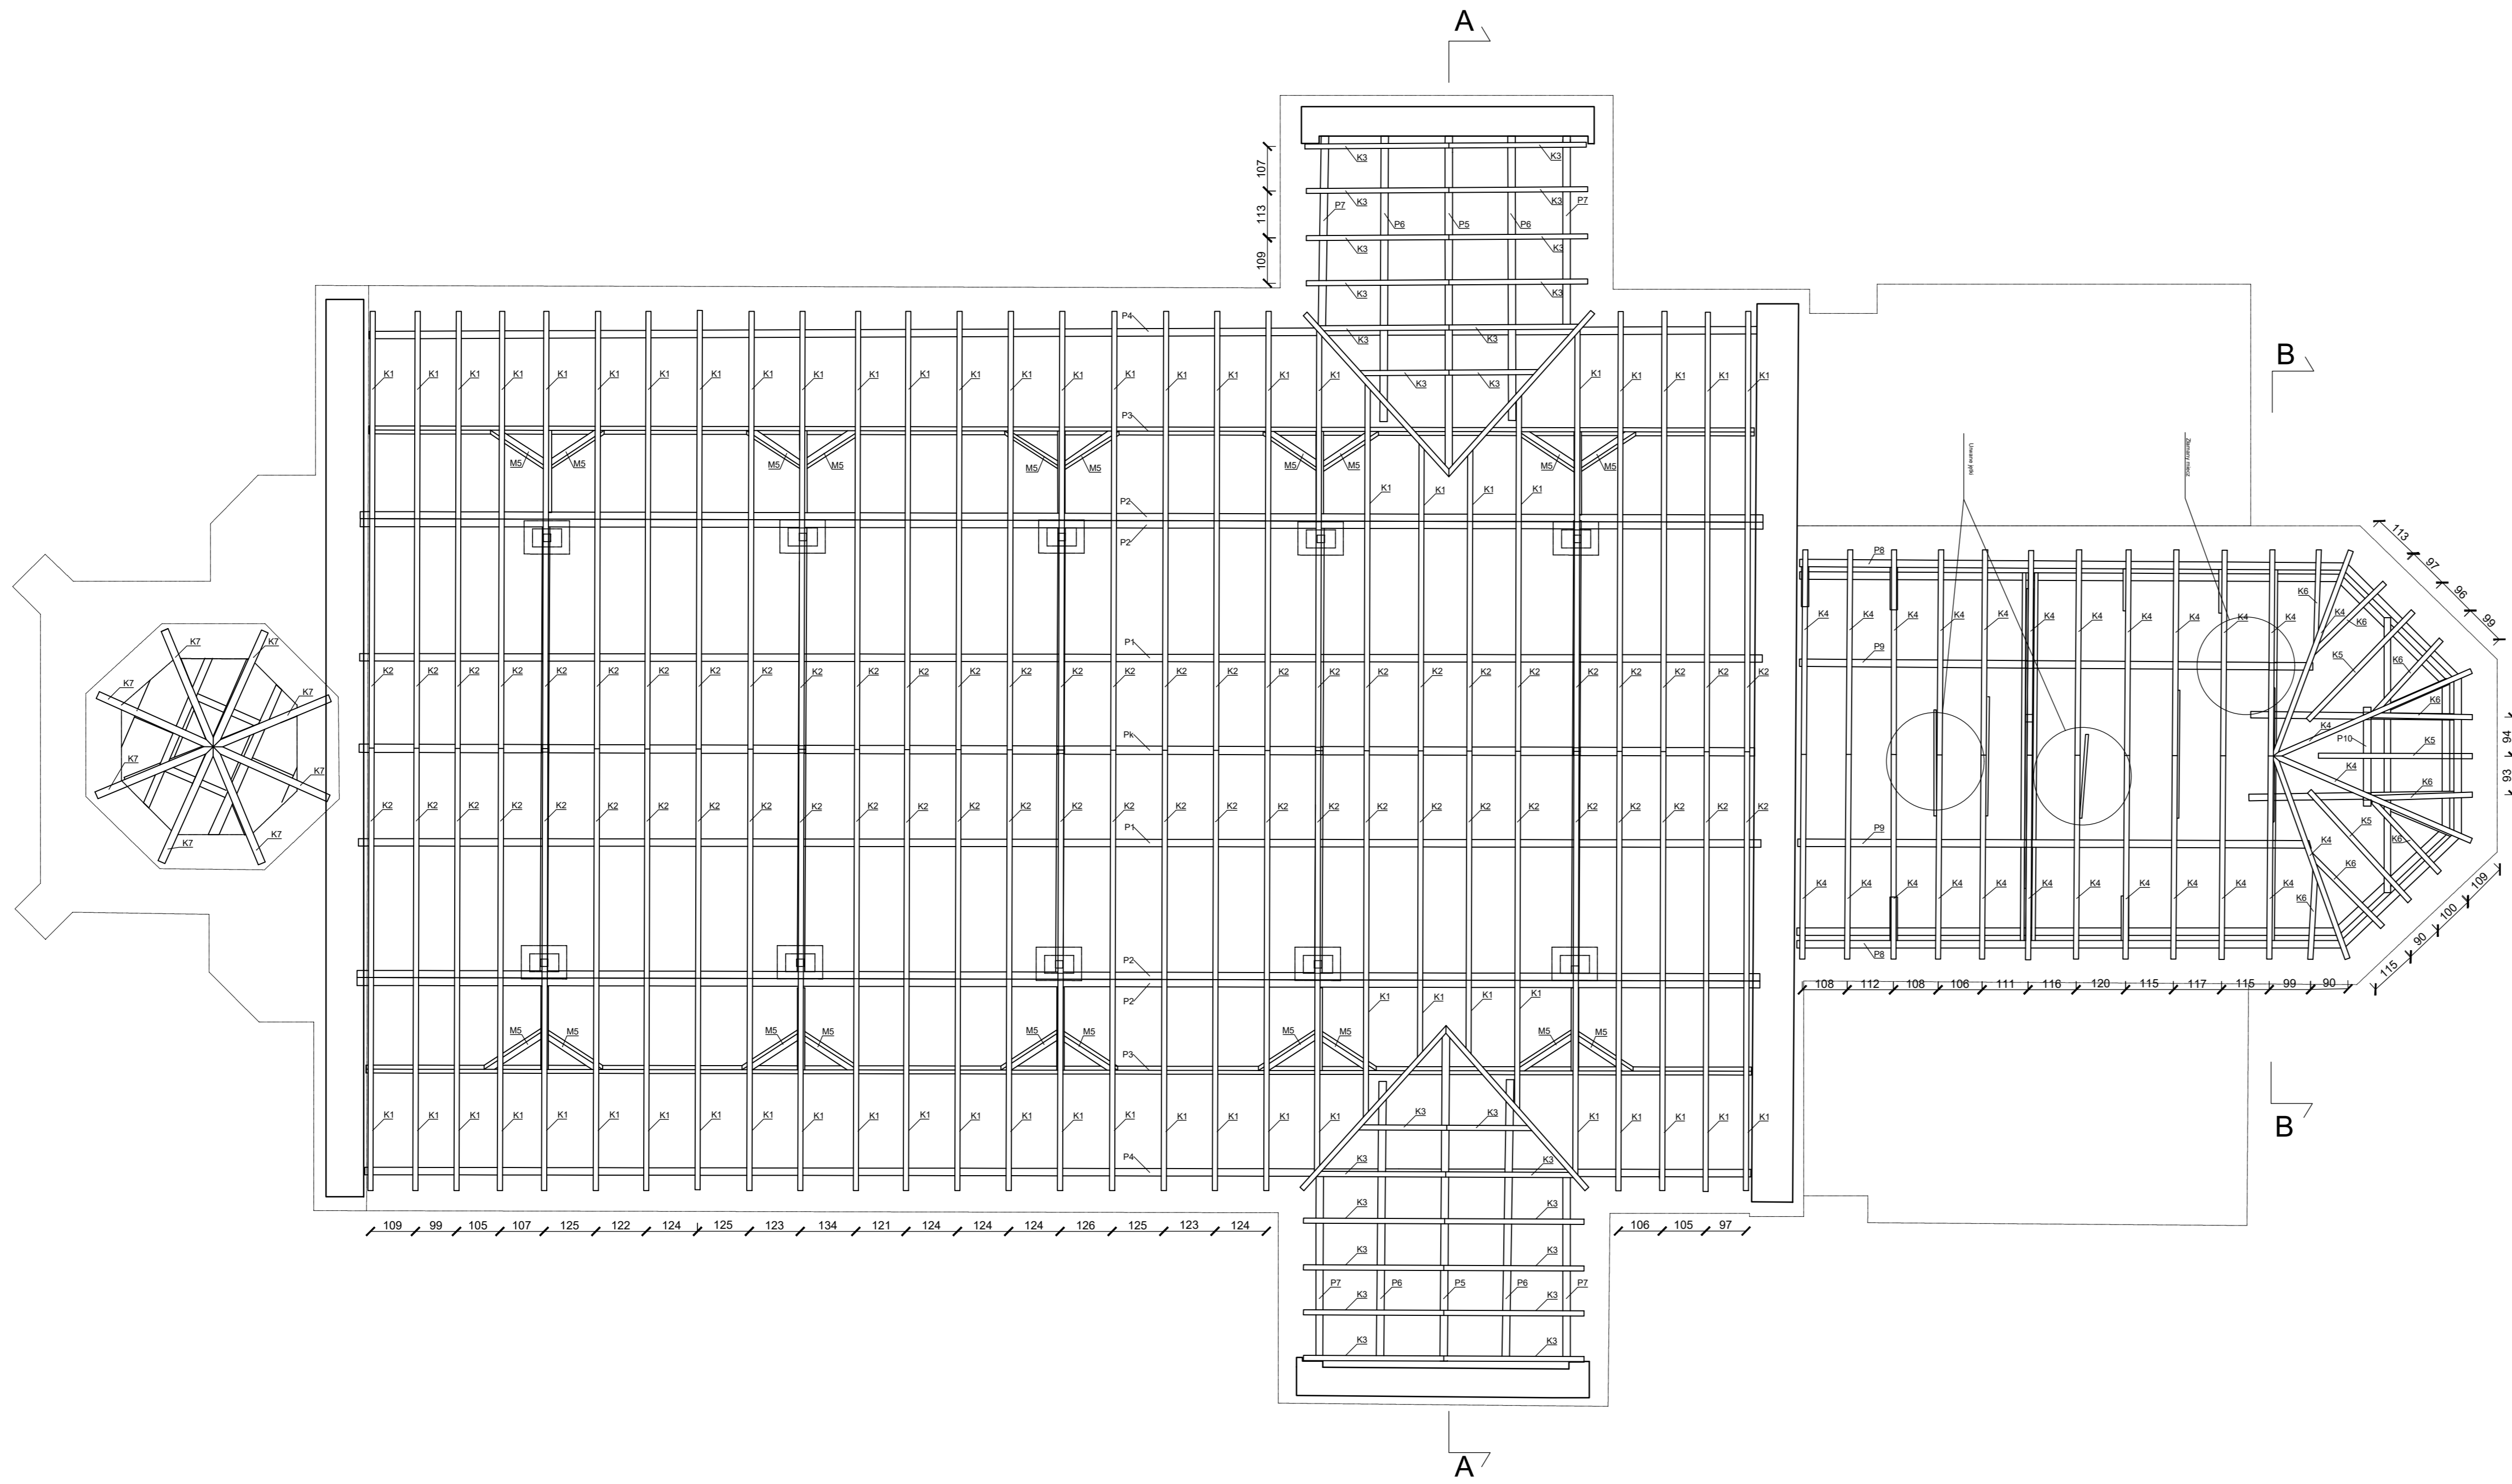 A
K3 K3
107
K3 K3
P7 P6 P5 P6 P7
113
K3 K3
109
K3 K3
P4
K3 K3
B
K1 K1 K1 K1 K1 K1 K1 K1 K1 K1 K1 K1 K1 K1 K1 K1 K1 K1 K1 K1 K3 K3 K1 K1 K1 K1 K1
P3
M5 M5 M5 M5 M5 M5 M5 M5 M5 M5
Urwane jętki
Złamany miecz
K1 K1 K1 K1
P2
P2
113
97
96
99
P8
K6
K4 K4 K4 K4 K4 K4 K4 K4 K4 K4 K4 K4 K6
P1
P9
K5 K6
K7 K7
K2 K2 K2 K2 K2 K2 K2 K2 K2 K2 K2 K2 K2 K2 K2 K2 K2 K2 K2 K2 K2 K2 K2 K2 K2 K2 K2 K2 K2
K7 K7
K6
K4
Pk
P10
K5
94
K7 K7
K4
93
K6
K2 K2 K2 K2 K2 K2 K2 K2 K2 K2 K2 K2 K2 K2 K2 K2 K2 K2 K2 K2 K2 K2 K2 K2 K2 K2 K2 K2 K2
P1
P9
K5
K7 K7
K4 K6
K6
K4 K4 K4 K4 K4 K4 K4 K4 K4 K4 K4
K6
109
100
90
115
P8
P2
P2
108 112 108 106 111 116 120 115 117 115 99 90
K1 K1 K1 K1
M5 M5 M5 M5 M5 M5 M5 M5 M5 M5
P3
K1 K1 K1 K1 K1 K1 K1 K1 K1 K1 K1 K1 K1 K1 K1 K1 K1 K1 K1 K1 K3 K3 K1 K1 K1 K1 K1
B
P4
K3 K3
K3 K3
109 99 105 107 125 122 124 125 123 134 121 124 124 124 126 125 123 124 106 105 97
K3 K3
P7 P6 P5 P6 P7
K3 K3
K3 K3
A